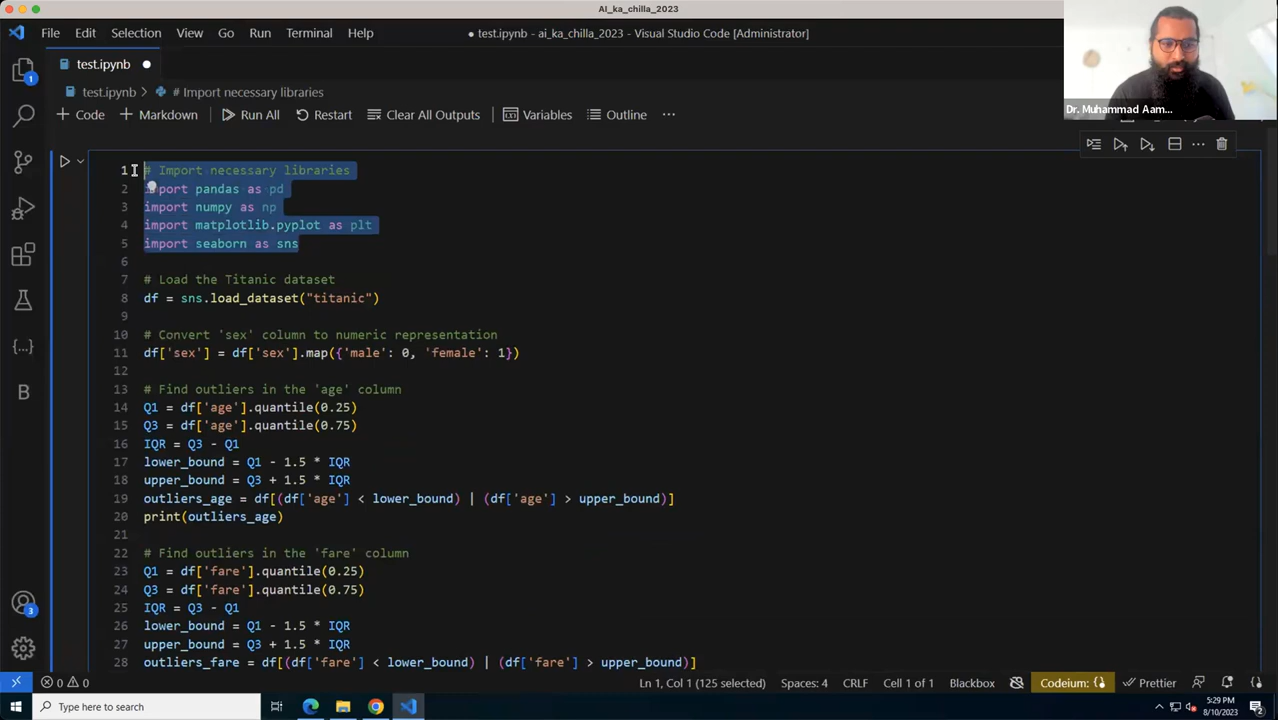 Ai_ka_chilla_2023
File Edit Selection View Go Run Terminal Help
● test.ipynb - ai_ka_chilla_2023 - Visual Studio Code [Administrator]
test.ipynb
test.ipynb > # Import necessary libraries
+ Code + Markdown Run All Restart Clear All Outputs Variables Outline ...
Dr. Muhammad Aam...
1 # Import necessary libraries
2 import pandas as pd
3 import numpy as np
4 import matplotlib.pyplot as plt
5 import seaborn as sns
6
7 # Load the Titanic dataset
8 df = sns.load_dataset("titanic")
9
10 # Convert 'sex' column to numeric representation
11 df['sex'] = df['sex'].map({'male': 0, 'female': 1})
12
13 # Find outliers in the 'age' column
14 Q1 = df['age'].quantile(0.25)
15 Q3 = df['age'].quantile(0.75)
16 IQR = Q3 - Q1
17 lower_bound = Q1 - 1.5 * IQR
18 upper_bound = Q3 + 1.5 * IQR
19 outliers_age = df[(df['age'] < lower_bound) | (df['age'] > upper_bound)]
20 print(outliers_age)
21
22 # Find outliers in the 'fare' column
23 Q1 = df['fare'].quantile(0.25)
24 Q3 = df['fare'].quantile(0.75)
25 IQR = Q3 - Q1
26 lower_bound = Q1 - 1.5 * IQR
27 upper_bound = Q3 + 1.5 * IQR
28 outliers_fare = df[(df['fare'] < lower_bound) | (df['fare'] > upper_bound)]
1
B
3
0 0 Ln 1, Col 1 (125 selected) Spaces: 4 CRLF Cell 1 of 1 Blackbox Codeium: {} Prettier
Type here to search
5:29 PM
8/10/2023
2